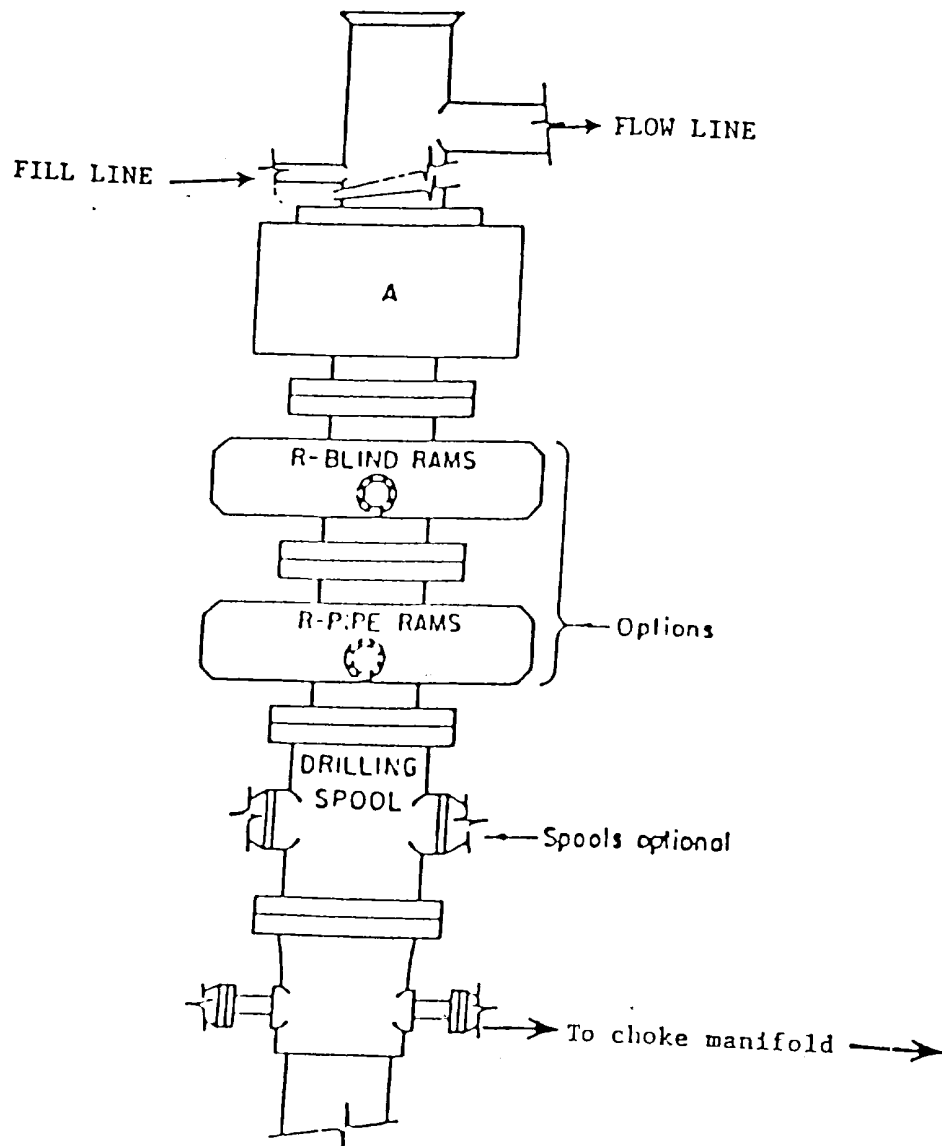 FLOW LINE
FILL LINE
A
R-BLIND RAMS
R-PIPE RAMS
Options
DRILLING
SPOOL
Spools optional
To choke manifold